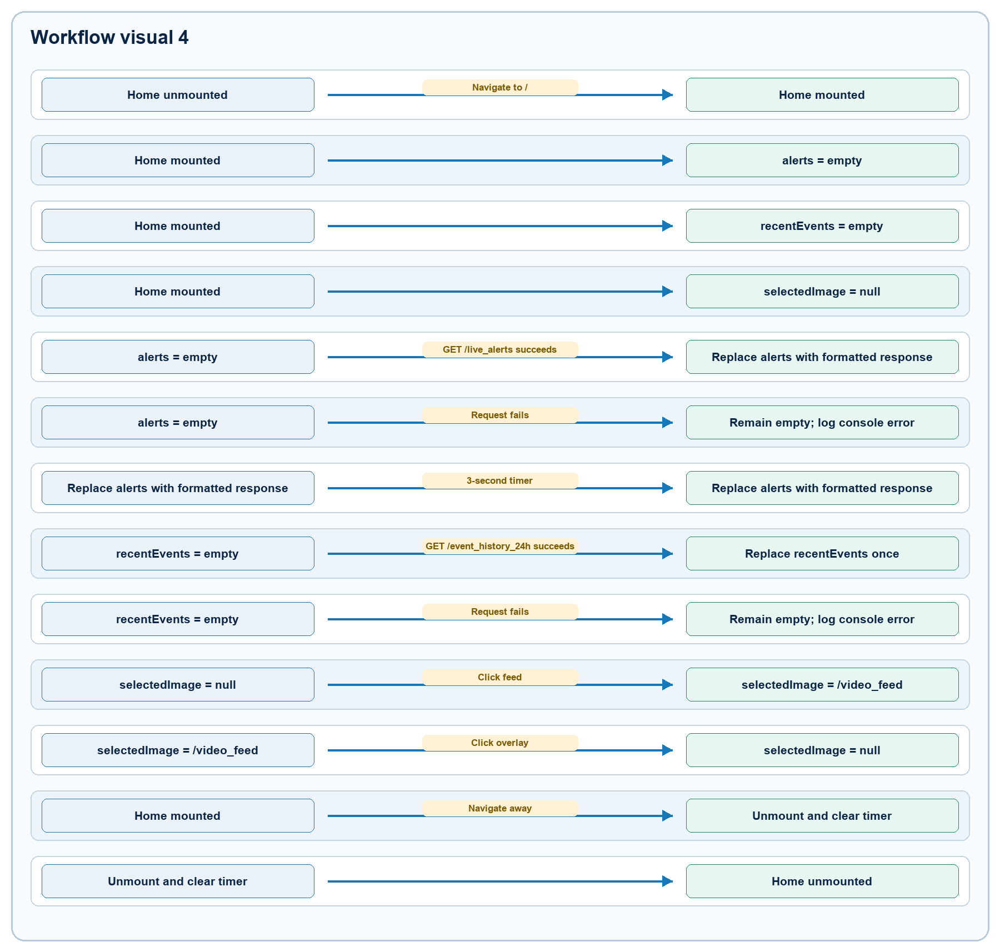 Workflow visual 4
Home unmounted
Navigate to /
Home mounted
Home mounted
alerts = empty
Home mounted
recentEvents = empty
Home mounted
selectedImage = null
alerts = empty
GET /live_alerts succeeds
Replace alerts with formatted response
alerts = empty
Request fails
Remain empty; log console error
Replace alerts with formatted response
3-second timer
Replace alerts with formatted response
recentEvents = empty
GET /event_history_24h succeeds
Replace recentEvents once
recentEvents = empty
Request fails
Remain empty; log console error
selectedImage = null
Click feed
selectedImage = /video_feed
selectedImage = /video_feed
Click overlay
selectedImage = null
Home mounted
Navigate away
Unmount and clear timer
Unmount and clear timer
Home unmounted